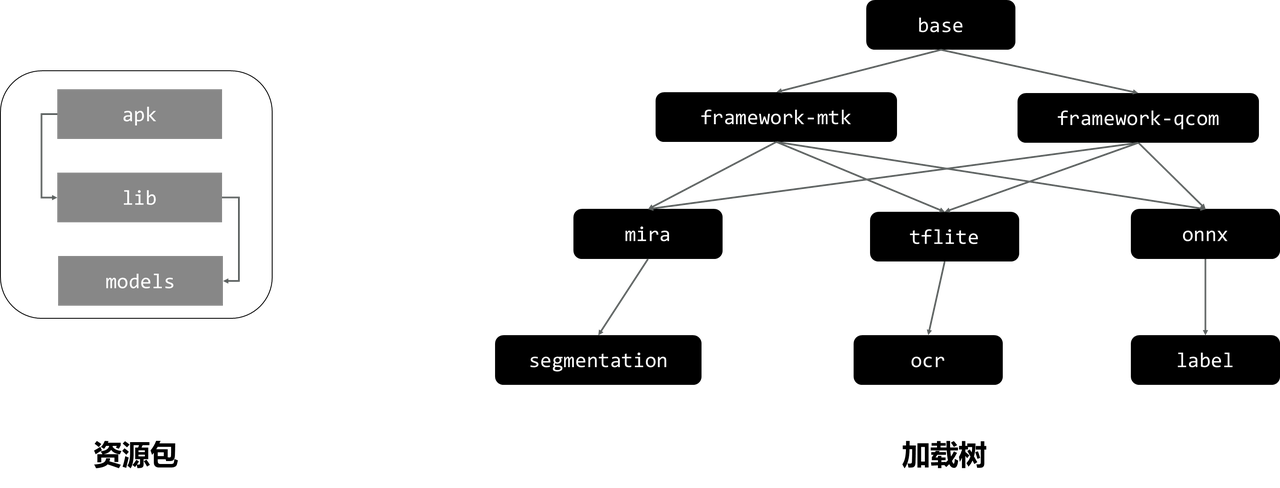 apk
lib
models
资源包
base
framework-mtk
framework-qcom
mira
tflite
onnx
segmentation
ocr
label
加载树